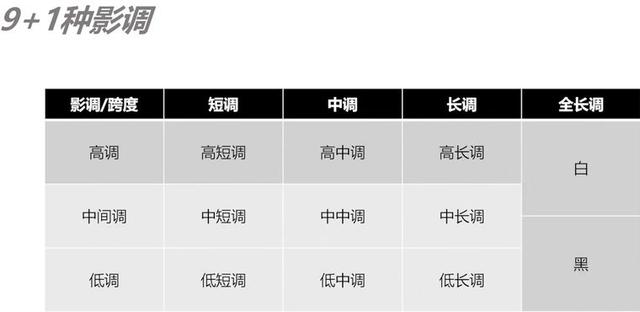 9+1种影调
影调/跨度 短调 中调 长调 全长调
高调 高短调 高中调 高长调
白
中间调 中短调 中中调 中长调
黑
低调 低短调 低中调 低长调